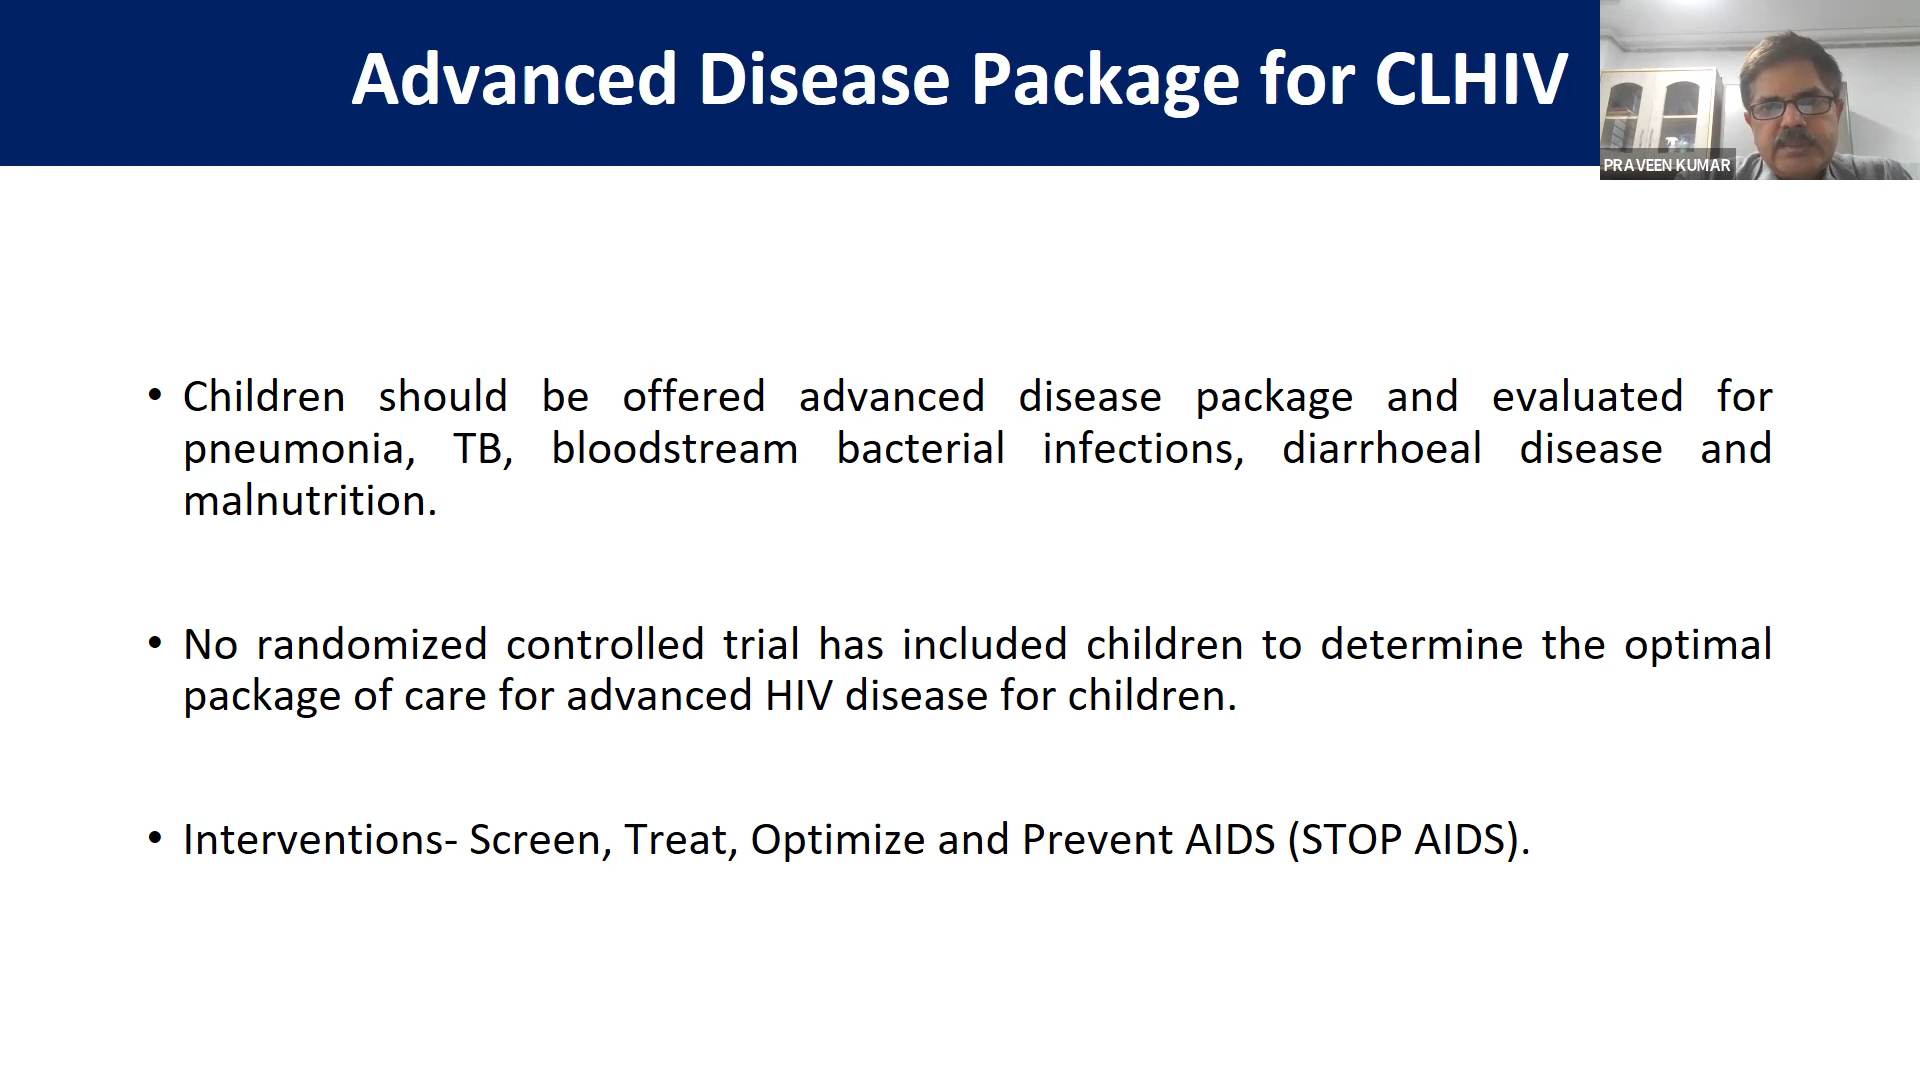 Advanced Disease Package for CLHIV
PRAVEEN KUMAR
• Children should be offered advanced disease package and evaluated for
pneumonia, TB, bloodstream bacterial infections, diarrhoeal disease and
malnutrition.
• No randomized controlled trial has included children to determine the optimal
package of care for advanced HIV disease for children.
• Interventions- Screen, Treat, Optimize and Prevent AIDS (STOP AIDS).